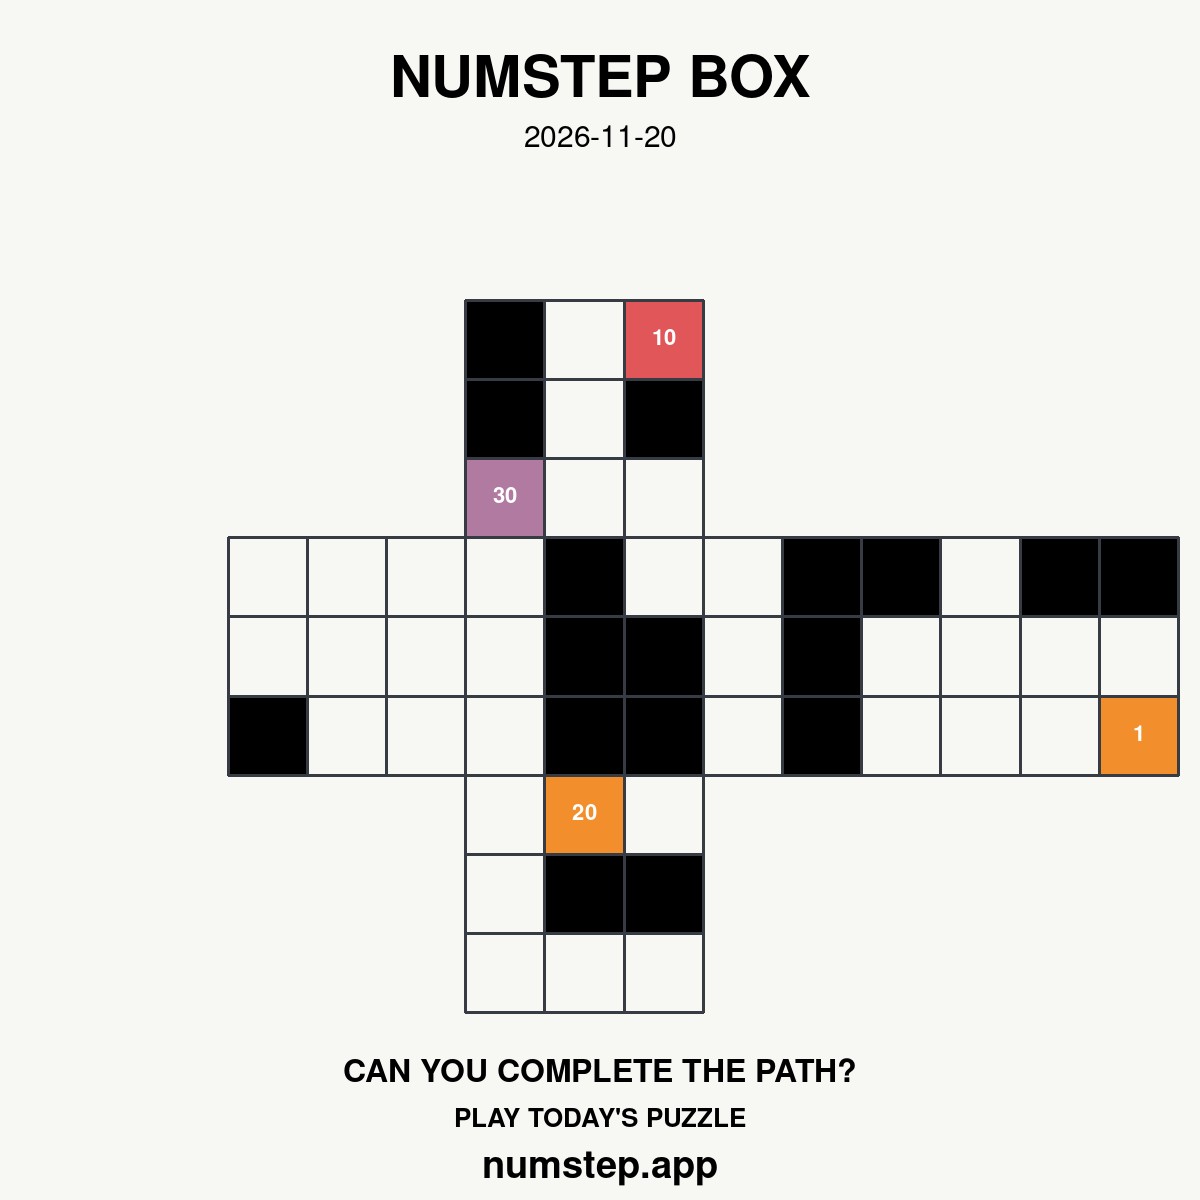 NUMSTEP BOX
2026-11-20
10
30
1
20
CAN YOU COMPLETE THE PATH?
PLAY TODAY'S PUZZLE
numstep.app